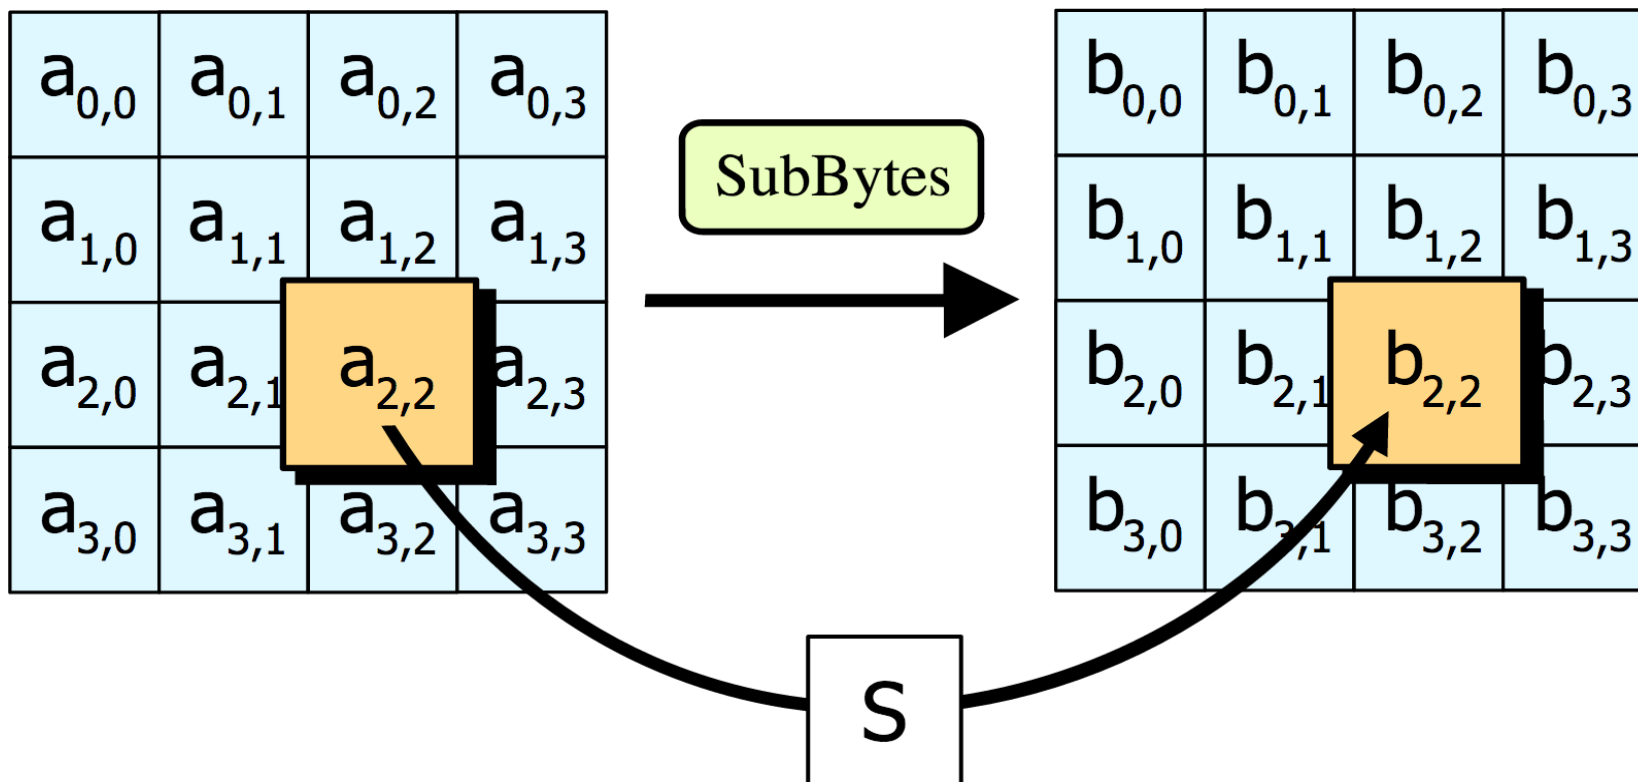 a0,0 a0,1 a0,2 a0,3
a1,0 a1,1 a1,2 a1,3
a2,0 a2,1 a2,2 a2,3
a3,0 a3,1 a3,2 a3,3
SubBytes
b0,0 b0,1 b0,2 b0,3
b1,0 b1,1 b1,2 b1,3
b2,0 b2,1 b2,2 b2,3
b3,0 b3,1 b3,2 b3,3
S